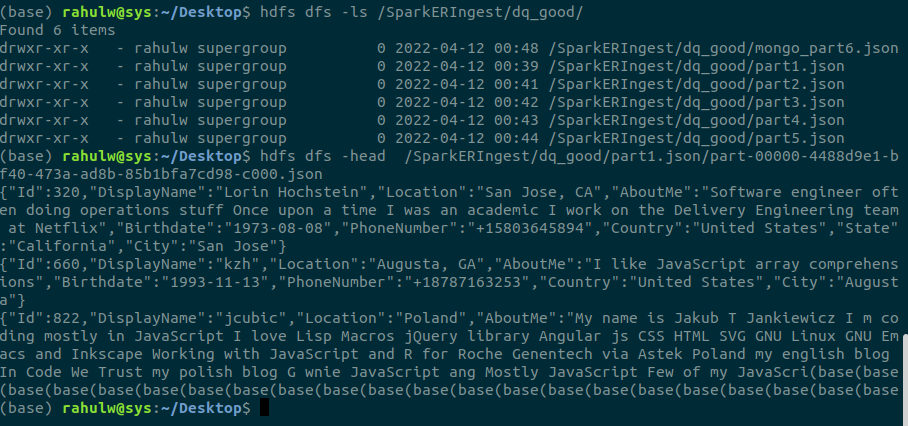 (base) rahulw@sys:~/Desktop$ hdfs dfs -ls /SparkERIngest/dq_good/
Found 6 items
drwxr-xr-x   - rahulw supergroup          0 2022-04-12 00:48 /SparkERIngest/dq_good/mongo_part6.json
drwxr-xr-x   - rahulw supergroup          0 2022-04-12 00:39 /SparkERIngest/dq_good/part1.json
drwxr-xr-x   - rahulw supergroup          0 2022-04-12 00:41 /SparkERIngest/dq_good/part2.json
drwxr-xr-x   - rahulw supergroup          0 2022-04-12 00:42 /SparkERIngest/dq_good/part3.json
drwxr-xr-x   - rahulw supergroup          0 2022-04-12 00:43 /SparkERIngest/dq_good/part4.json
drwxr-xr-x   - rahulw supergroup          0 2022-04-12 00:44 /SparkERIngest/dq_good/part5.json
(base) rahulw@sys:~/Desktop$ hdfs dfs -head  /SparkERIngest/dq_good/part1.json/part-00000-4488d9e1-b
f40-473a-ad8b-85b1bfa7cd98-c000.json
{"Id":320,"DisplayName":"Lorin Hochstein","Location":"San Jose, CA","AboutMe":"Software engineer oft
en doing operations stuff Once upon a time I was an academic I work on the Delivery Engineering team
 at Netflix","Birthdate":"1973-08-08","PhoneNumber":"+15803645894","Country":"United States","State"
:"California","City":"San Jose"}
{"Id":660,"DisplayName":"kzh","Location":"Augusta, GA","AboutMe":"I like JavaScript array comprehens
ions","Birthdate":"1993-11-13","PhoneNumber":"+18787163253","Country":"United States","City":"August
a"}
{"Id":822,"DisplayName":"jcubic","Location":"Poland","AboutMe":"My name is Jakub T Jankiewicz I m co
ding mostly in JavaScript I love Lisp Macros jQuery library Angular js CSS HTML SVG GNU Linux GNU Em
acs and Inkscape Working with JavaScript and R for Roche Genentech via Astek Poland my english blog 
In Code We Trust my polish blog G wnie JavaScript ang Mostly JavaScript Few of my JavaScri(base(base
(base(base(base(base(base(base(base(base(base(base(base(base(base(base(base(base(base(base
(base) rahulw@sys:~/Desktop$